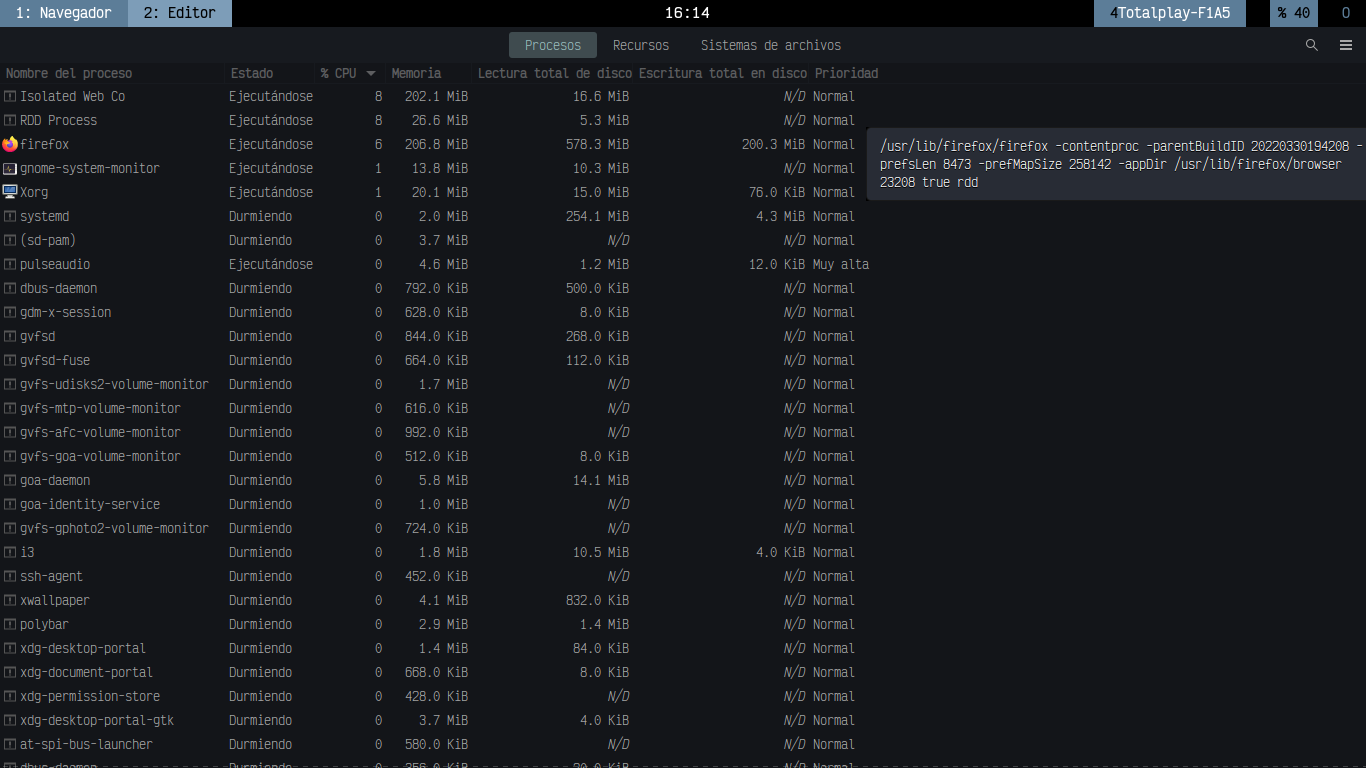 1: Navegador 2: Editor 16:14 4Totalplay-F1A5 % 40 O
Procesos Recursos Sistemas de archivos
Nombre del proceso Estado % CPU Memoria Lectura total de disco Escritura total en disco Prioridad
Isolated Web Co Ejecutándose 8 202.1 MiB 16.6 MiB N/D Normal
RDD Process Ejecutándose 8 26.6 MiB 5.3 MiB N/D Normal
firefox Ejecutándose 6 206.8 MiB 578.3 MiB 200.3 MiB Normal
gnome-system-monitor Ejecutándose 1 13.8 MiB 10.3 MiB N/D Normal
Xorg Ejecutándose 1 20.1 MiB 15.0 MiB 76.0 KiB Normal
/usr/lib/firefox/firefox -contentproc -parentBuildID 20220330194208 -
prefsLen 8473 -prefMapSize 258142 -appDir /usr/lib/firefox/browser
23208 true rdd
systemd Durmiendo 0 2.0 MiB 254.1 MiB 4.3 MiB Normal
(sd-pam) Durmiendo 0 3.7 MiB N/D N/D Normal
pulseaudio Ejecutándose 0 4.6 MiB 1.2 MiB 12.0 KiB Muy alta
dbus-daemon Durmiendo 0 792.0 KiB 500.0 KiB N/D Normal
gdm-x-session Durmiendo 0 628.0 KiB 8.0 KiB N/D Normal
gvfsd Durmiendo 0 844.0 KiB 268.0 KiB N/D Normal
gvfsd-fuse Durmiendo 0 664.0 KiB 112.0 KiB N/D Normal
gvfs-udisks2-volume-monitor Durmiendo 0 1.7 MiB N/D N/D Normal
gvfs-mtp-volume-monitor Durmiendo 0 616.0 KiB N/D N/D Normal
gvfs-afc-volume-monitor Durmiendo 0 992.0 KiB N/D N/D Normal
gvfs-goa-volume-monitor Durmiendo 0 512.0 KiB 8.0 KiB N/D Normal
goa-daemon Durmiendo 0 5.8 MiB 14.1 MiB N/D Normal
goa-identity-service Durmiendo 0 1.0 MiB N/D N/D Normal
gvfs-gphoto2-volume-monitor Durmiendo 0 724.0 KiB N/D N/D Normal
i3 Durmiendo 0 1.8 MiB 10.5 MiB 4.0 KiB Normal
ssh-agent Durmiendo 0 452.0 KiB N/D N/D Normal
xwallpaper Durmiendo 0 4.1 MiB 832.0 KiB N/D Normal
polybar Durmiendo 0 2.9 MiB 1.4 MiB N/D Normal
xdg-desktop-portal Durmiendo 0 1.4 MiB 84.0 KiB N/D Normal
xdg-document-portal Durmiendo 0 668.0 KiB 8.0 KiB N/D Normal
xdg-permission-store Durmiendo 0 428.0 KiB N/D N/D Normal
xdg-desktop-portal-gtk Durmiendo 0 3.7 MiB 4.0 KiB N/D Normal
at-spi-bus-launcher Durmiendo 0 580.0 KiB N/D N/D Normal
dbus-daemon Durmiendo 0 KiB KiB N/D Normal